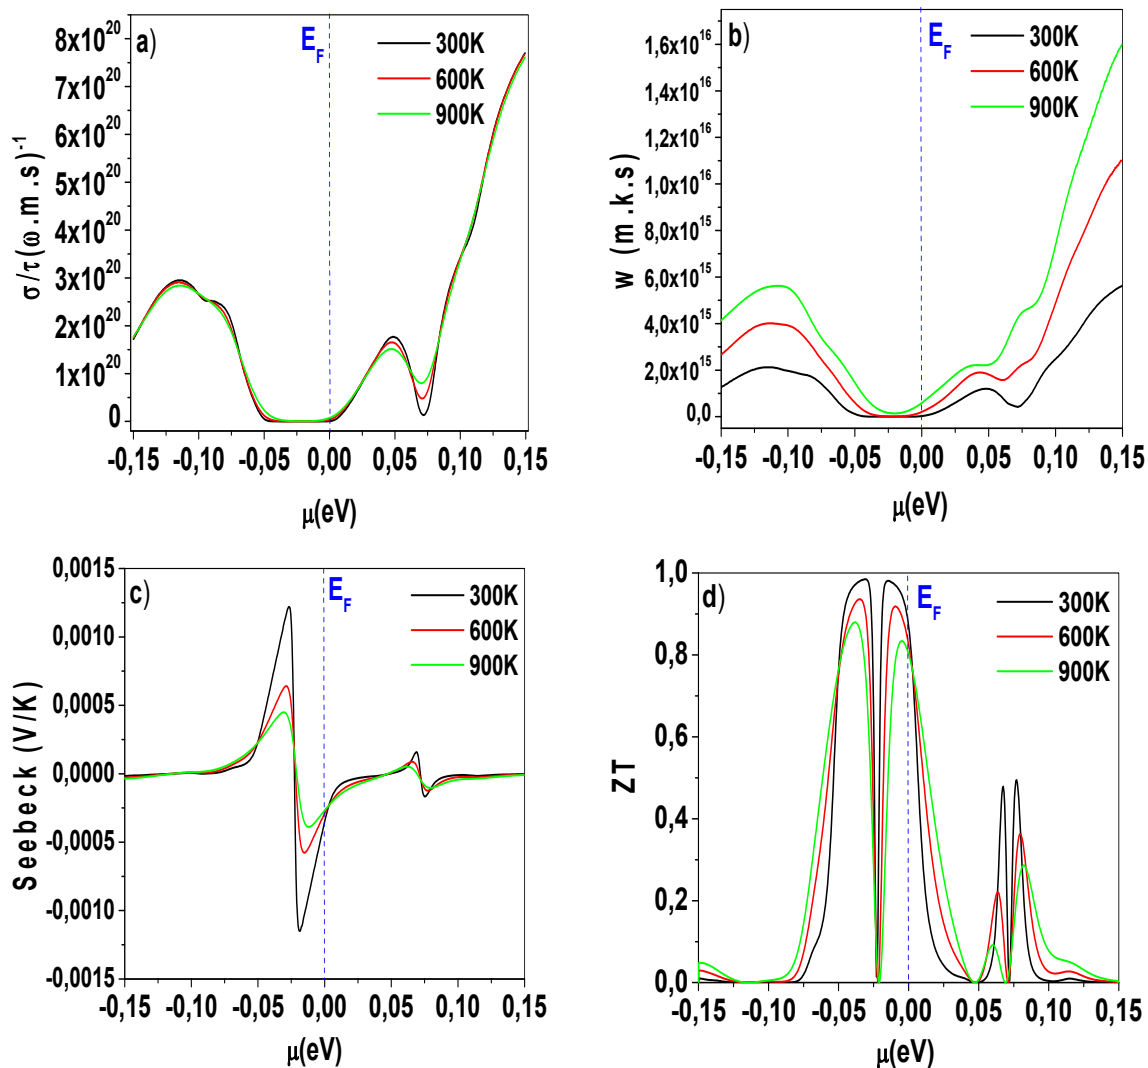 a)
E_F
300K
600K
900K
8x10^20
7x10^20
6x10^20
5x10^20
4x10^20
3x10^20
2x10^20
1x10^20
0
σ/τ(ω.m.s)^-1
-0,15 -0,10 -0,05 0,00 0,05 0,10 0,15
μ(eV)
b)
E_F
300K
600K
900K
1,6x10^16
1,4x10^16
1,2x10^16
1,0x10^16
8,0x10^15
6,0x10^15
4,0x10^15
2,0x10^15
0,0
w (m.k.s)
-0,15 -0,10 -0,05 0,00 0,05 0,10 0,15
μ(eV)
c)
E_F
300K
600K
900K
0,0015
0,0010
0,0005
0,0000
-0,0005
-0,0010
-0,0015
Seebeck (V/K)
-0,15 -0,10 -0,05 0,00 0,05 0,10 0,15
μ(eV)
d)
E_F
300K
600K
900K
1,0
0,8
0,6
0,4
0,2
0,0
ZT
-0,15 -0,10 -0,05 0,00 0,05 0,10 0,15
μ(eV)